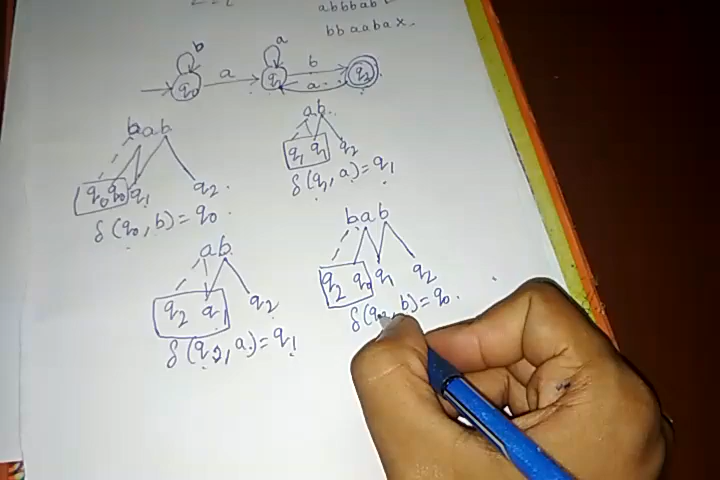 abbbab
bbaabax.
b
a
q0
a
q1
b
a
q2
bab
q0 q0 q1
q2.
δ(q0, b) = q0.
ab.
q1 q1 q2
δ(q1, a) = q1
ab
q2 q1 q2
δ(q2, a) = q1
bab
q2 q0 q1 q2
δ(q2, b) = q0.